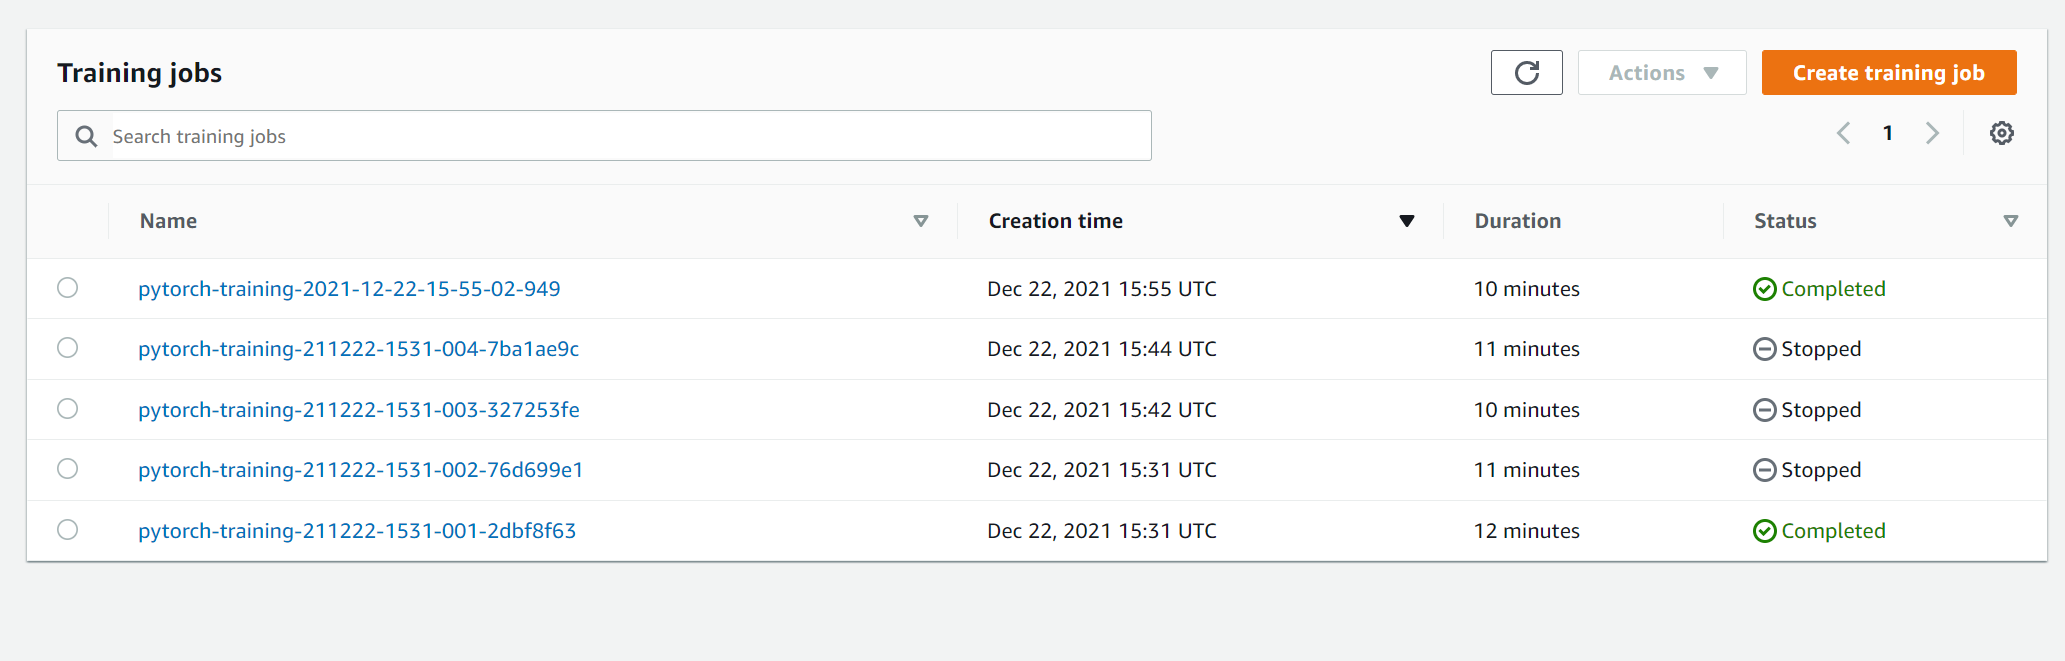 Training jobs
Actions
Create training job
Search training jobs
1
Name Creation time Duration Status
pytorch-training-2021-12-22-15-55-02-949 Dec 22, 2021 15:55 UTC 10 minutes Completed
pytorch-training-211222-1531-004-7ba1ae9c Dec 22, 2021 15:44 UTC 11 minutes Stopped
pytorch-training-211222-1531-003-327253fe Dec 22, 2021 15:42 UTC 10 minutes Stopped
pytorch-training-211222-1531-002-76d699e1 Dec 22, 2021 15:31 UTC 11 minutes Stopped
pytorch-training-211222-1531-001-2dbf8f63 Dec 22, 2021 15:31 UTC 12 minutes Completed